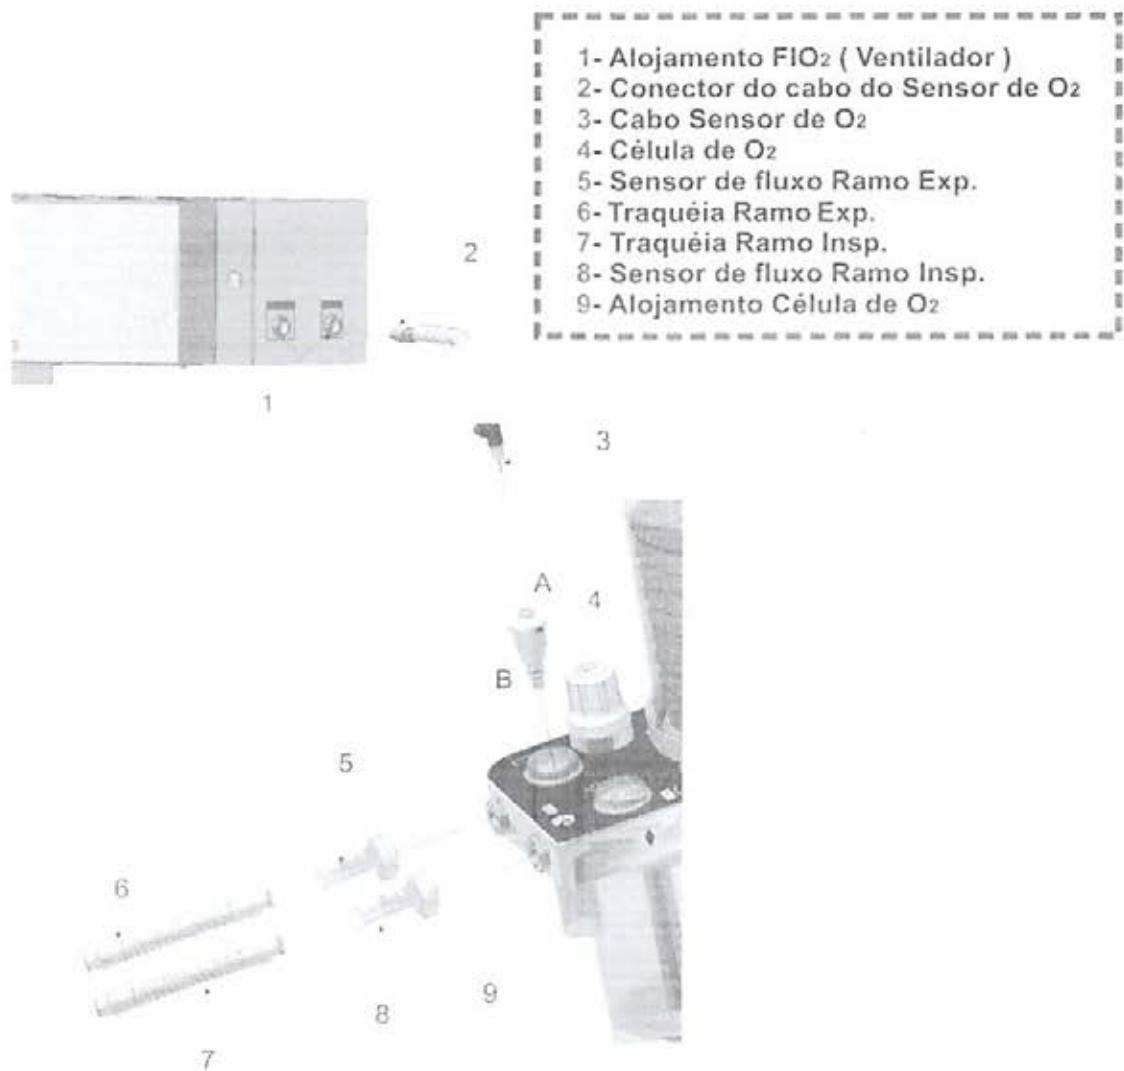 1- Alojamento FIO2 ( Ventilador )
2- Conector do cabo do Sensor de O2
3- Cabo Sensor de O2
4- Célula de O2
5- Sensor de fluxo Ramo Exp.
6- Traquéia Ramo Exp.
7- Traquéia Ramo Insp.
8- Sensor de fluxo Ramo Insp.
9- Alojamento Célula de O2
2
1
3
A
4
B
5
6
9
8
7